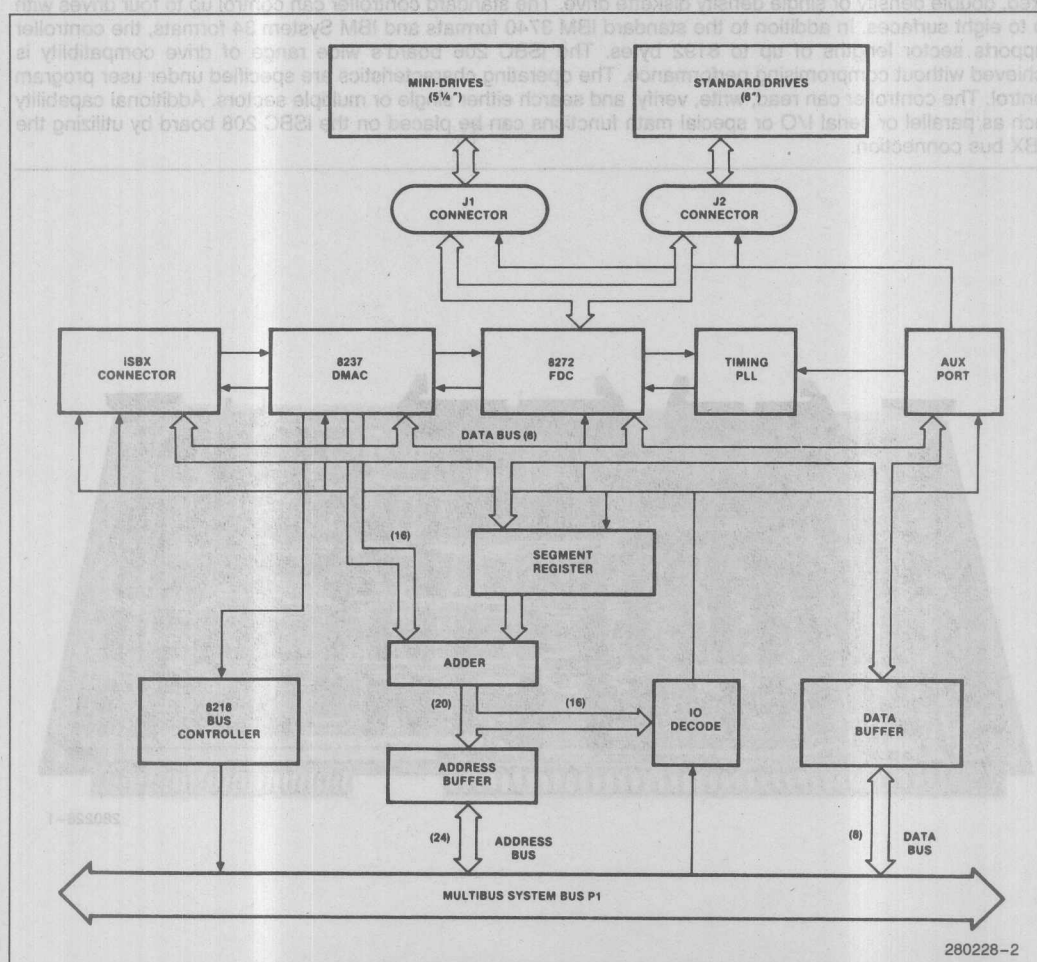 MINI-DRIVES
(5¼")
STANDARD DRIVES
(8")
J1
CONNECTOR
J2
CONNECTOR
iSBX
CONNECTOR
8237
DMAC
8272
FDC
TIMING
PLL
AUX
PORT
DATA BUS (8)
(16)
SEGMENT
REGISTER
ADDER
(20)
(16)
8218
BUS
CONTROLLER
IO
DECODE
DATA
BUFFER
ADDRESS
BUFFER
(24)
ADDRESS
BUS
(8)
DATA
BUS
MULTIBUS SYSTEM BUS P1
280228-2
red, double density or single density diskette drive. The standard controller can control up to four drives with
to eight surfaces. In addition to the standard IBM 3740 formats and IBM System 34 formats, the controller
supports sector lengths of up to 8192 bytes. The iSBC 208 board's wide range of drive compatibility is
achieved without compromising performance. The operating characteristics are specified under user program
control. The controller can read, write, verify, and search either single or multiple sectors. Additional capability
such as parallel or serial I/O or special math functions can be placed on the iSBC 208 board by utilizing the
BX bus connection.
280228-1